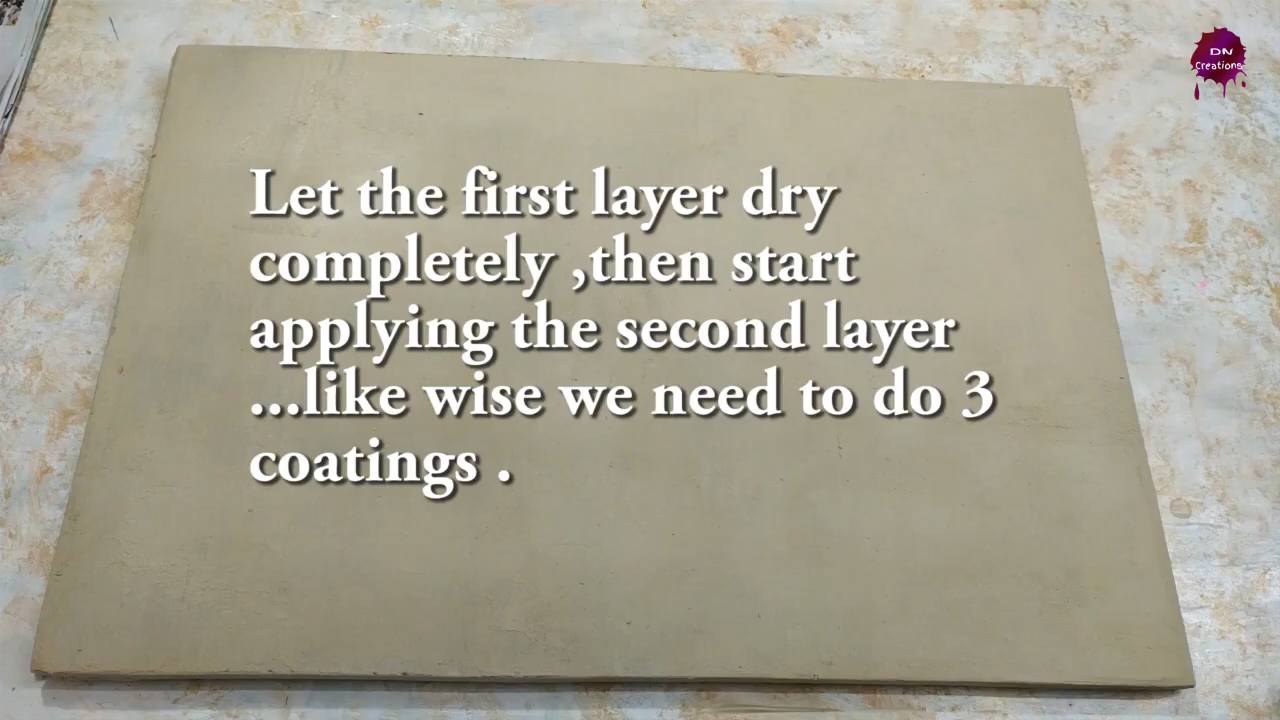 DN
Creations
Let the first layer dry
completely ,then start
applying the second layer
...like wise we need to do 3
coatings .